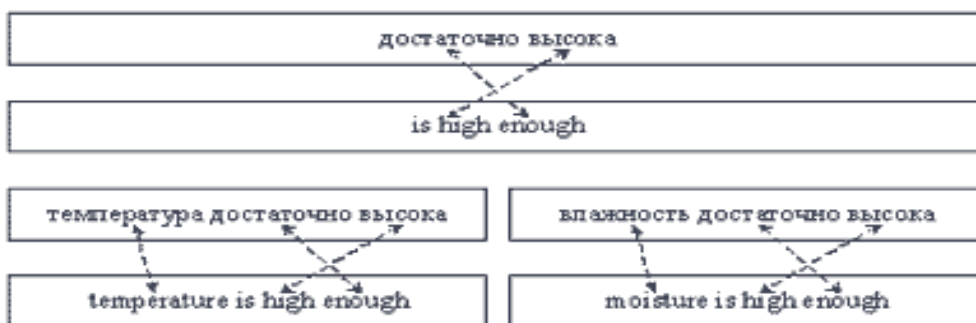 достаточно высока
is high enough
температура достаточно высока
temperature is high enough
влажность достаточно высока
moisture is high enough